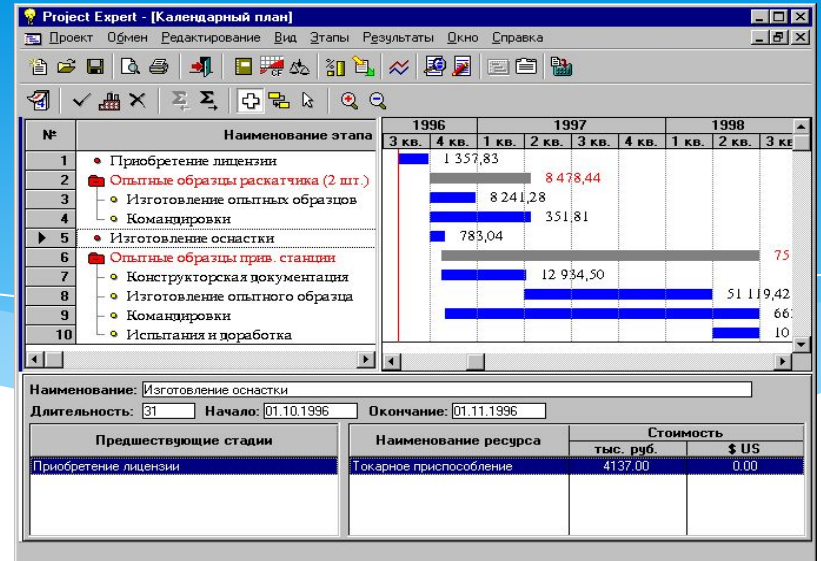 Project Expert - [Календарный план]
Проект Обмен Редактирование Вид Этапы Результаты Окно Справка
№ Наименование этапа
1996 1997 1998
3 кв. 4 кв. 1 кв. 2 кв. 3 кв. 4 кв. 1 кв. 2 кв. 3 кв
1 Приобретение лицензии 1 357,83
2 Опытные образцы раскатчика (2 шт.) 8 478,44
3 Изготовление опытных образцов 8 241,28
4 Командировки 351,81
5 Изготовление оснастки 783,04
6 Опытные образцы прив. станции 75
7 Конструкторская документация 12 934,50
8 Изготовление опытного образца 51 119,42
9 Командировки 66
10 Испытания и доработка 10
Наименование: Изготовление оснастки
Длительность: 31 Начало: 01.10.1996 Окончание: 01.11.1996
Предшествующие стадии Наименование ресурса Стоимость
тыс. руб. $ US
Приобретение лицензии Токарное приспособление 4137.00 0.00